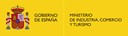 GOBIERNO
DE ESPAÑA
MINISTERIO
DE INDUSTRIA, COMERCIO
Y TURISMO